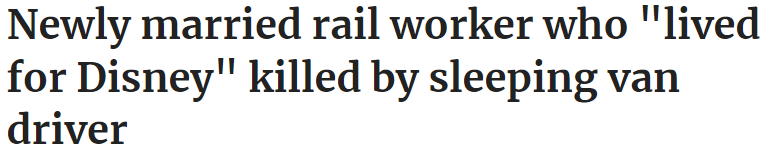 Newly married rail worker who "lived
for Disney" killed by sleeping van
driver